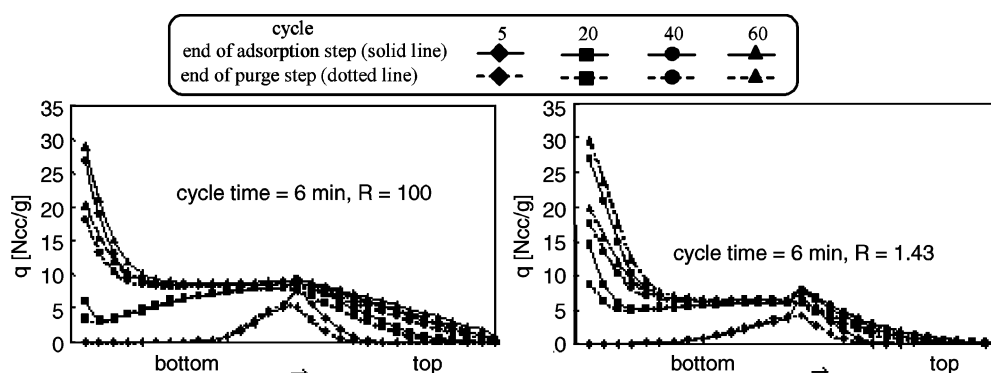 cycle 5 20 40 60
end of adsorption step (solid line)
end of purge step (dotted line)
35
30
25
20
15
10
5
0
q [Ncc/g]
cycle time = 6 min, R = 100
bottom → top
35
30
25
20
15
10
5
0
q [Ncc/g]
cycle time = 6 min, R = 1.43
bottom → top